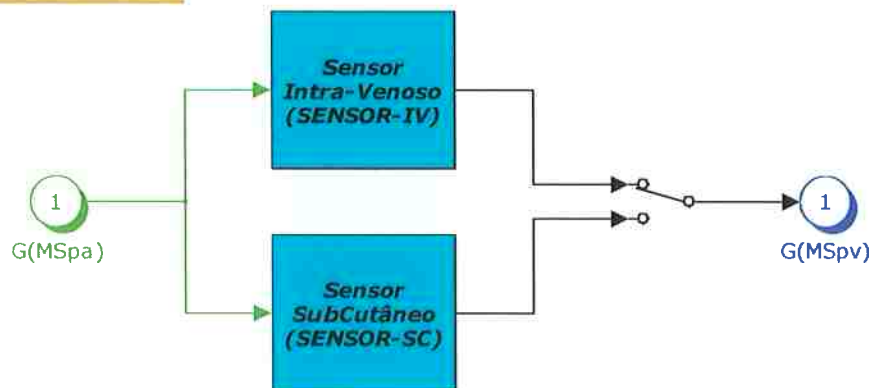 Sensor
Intra-Venoso
(SENSOR-IV)
1
G(MSpa)
1
G(MSpv)
Sensor
SubCutâneo
(SENSOR-SC)